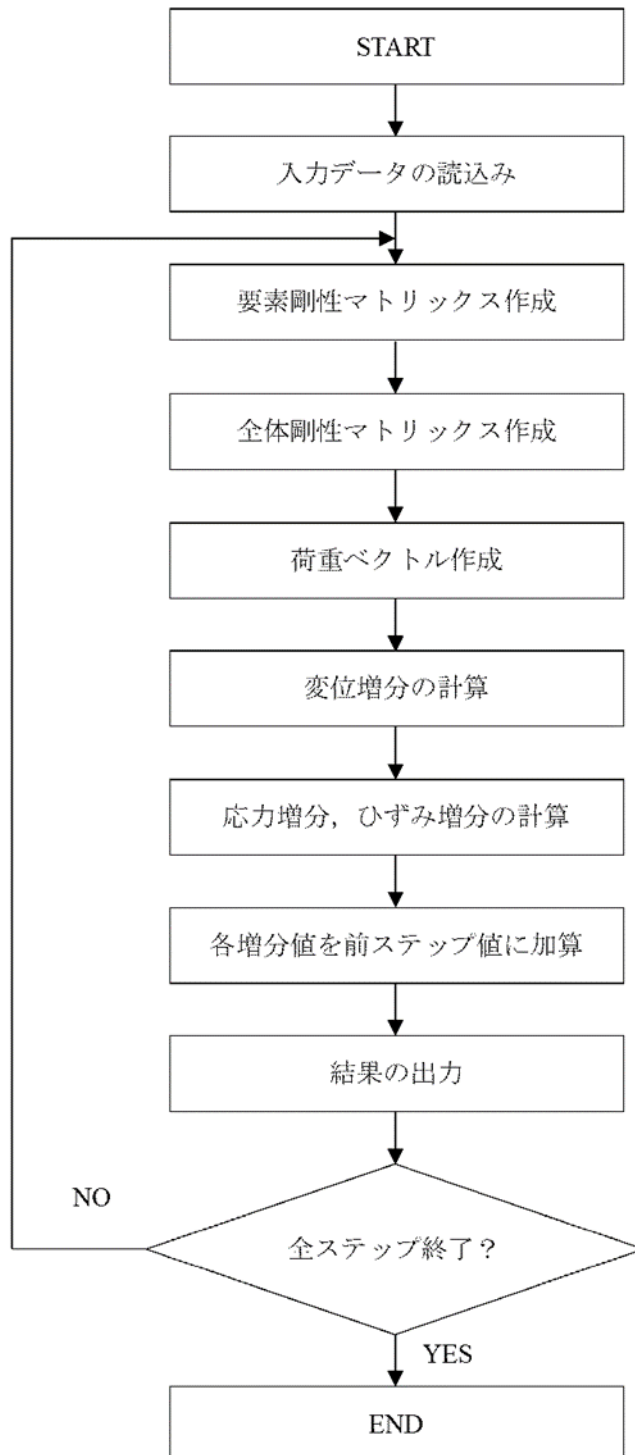 START
入力データの読込み
要素剛性マトリックス作成
全体剛性マトリックス作成
荷重ベクトル作成
変位増分の計算
応力増分，ひずみ増分の計算
各増分値を前ステップ値に加算
結果の出力
NO
全ステップ終了？
YES
END